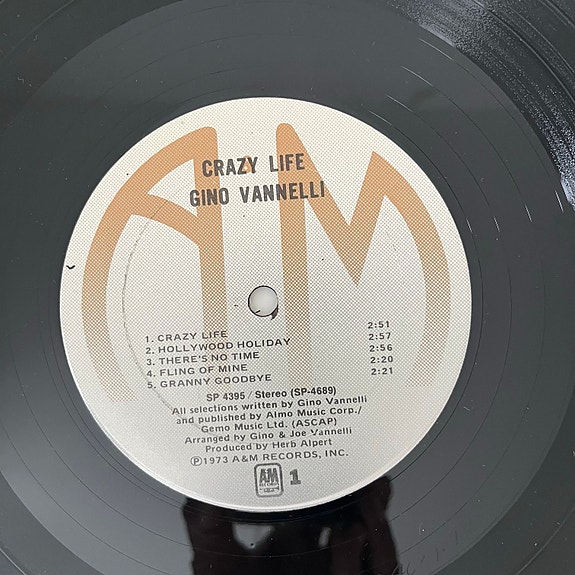 CRAZY LIFE
GINO VANNELLI
1. CRAZY LIFE 2:51
2. HOLLYWOOD HOLIDAY 2:57
3. THERE'S NO TIME 2:56
4. FLING OF MINE 2:20
5. GRANNY GOODBYE 2:21
SP 4395 / Stereo (SP-4689)
All selections written by Gino Vannelli
and published by Almo Music Corp./
Gemo Music Ltd. (ASCAP)
Arranged by Gino & Joe Vannelli
Produced by Herb Alpert
Ⓟ1973 A&M RECORDS, INC.
A&M 1